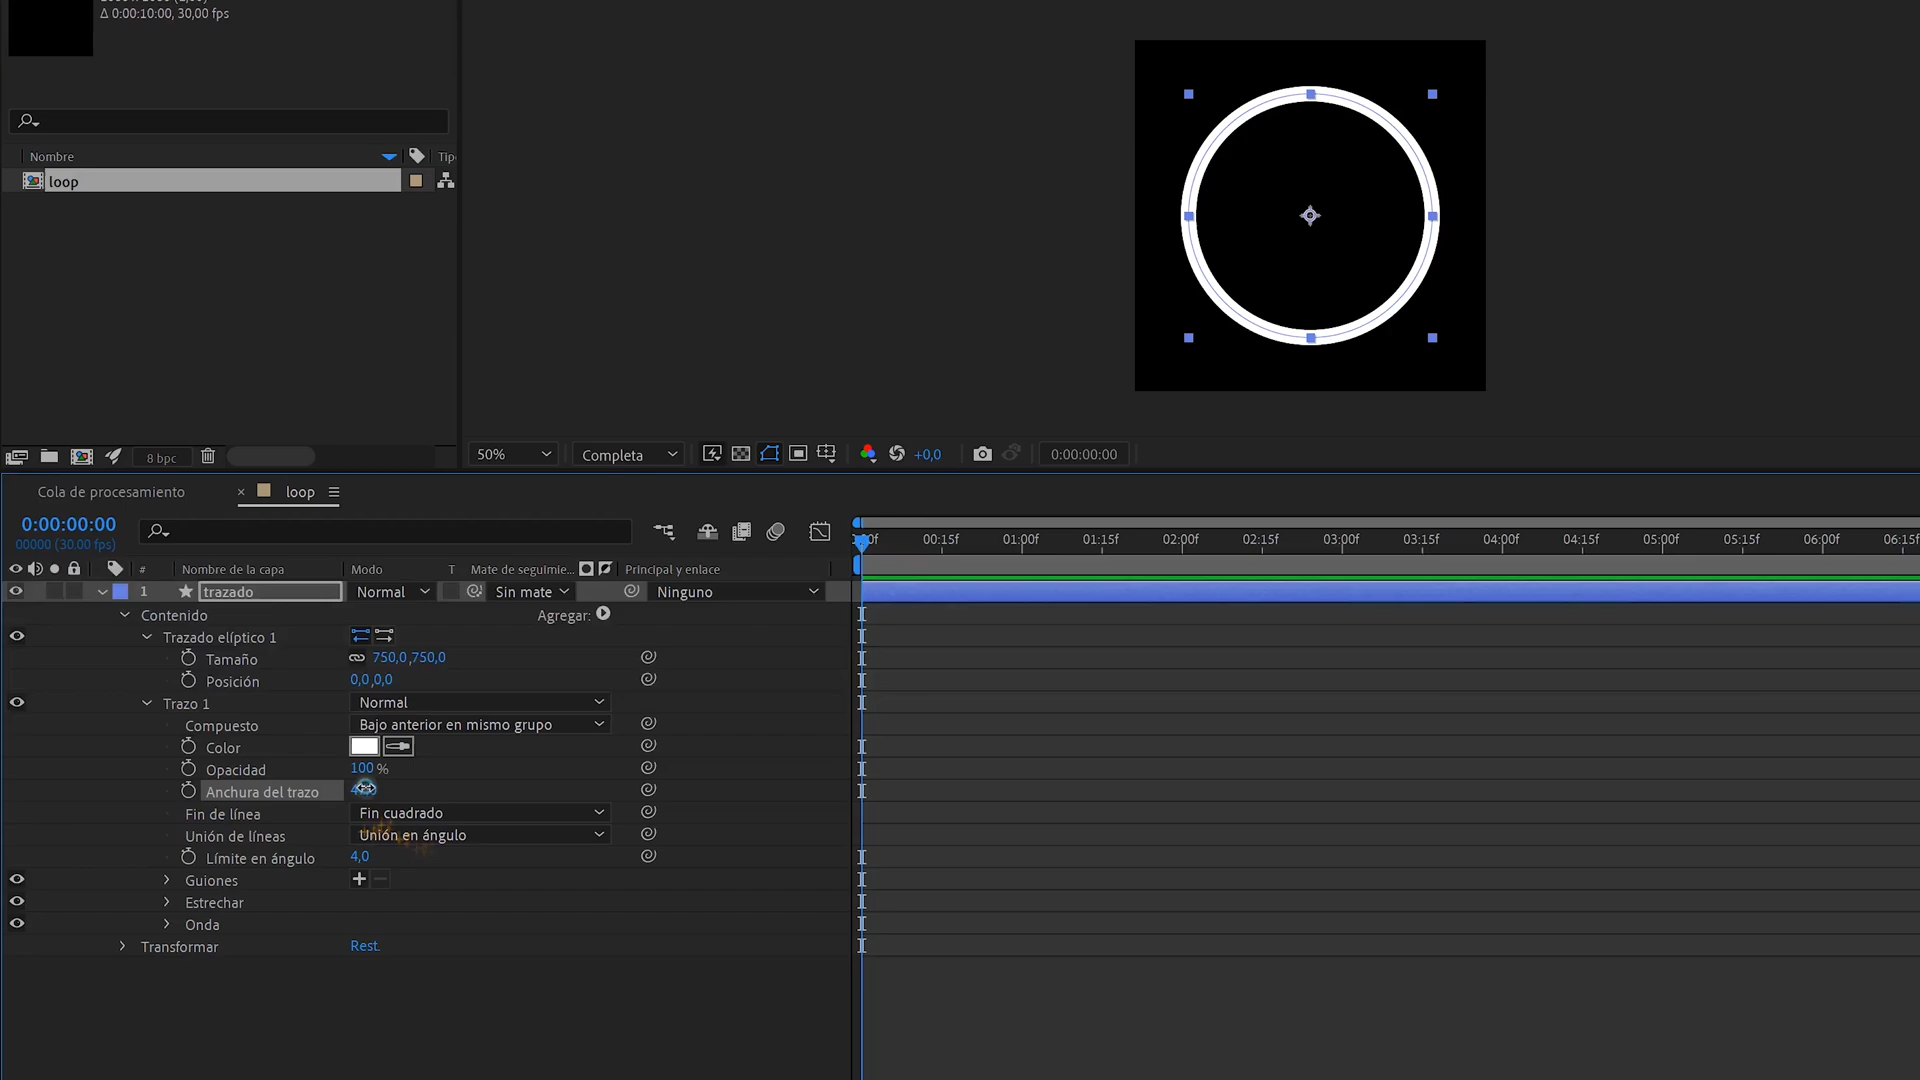 Δ 0:00:10:00, 30,00 fps
Nombre
Tipo
loop
8 bpc
50%
Completa
+0,0
0:00:00:00
Cola de procesamiento
× loop
0:00:00:00
00000 (30.00 fps)
00:15f 01:00f 01:15f 02:00f 02:15f 03:00f 03:15f 04:00f 04:15f 05:00f 05:15f 06:00f 06:15f
# Nombre de la capa Modo T Mate de seguimie... Principal y enlace
1 trazado Normal Sin mate Ninguno
Contenido Agregar:
Trazado elíptico 1
Tamaño 750,0,750,0
Posición 0,0,0,0
Trazo 1 Normal
Compuesto Bajo anterior en mismo grupo
Color
Opacidad 100 %
Anchura del trazo
Fin de línea Fin cuadrado
Unión de líneas Unión en ángulo
Límite en ángulo 4,0
Guiones + −
Estrechar
Onda
Transformar Rest.